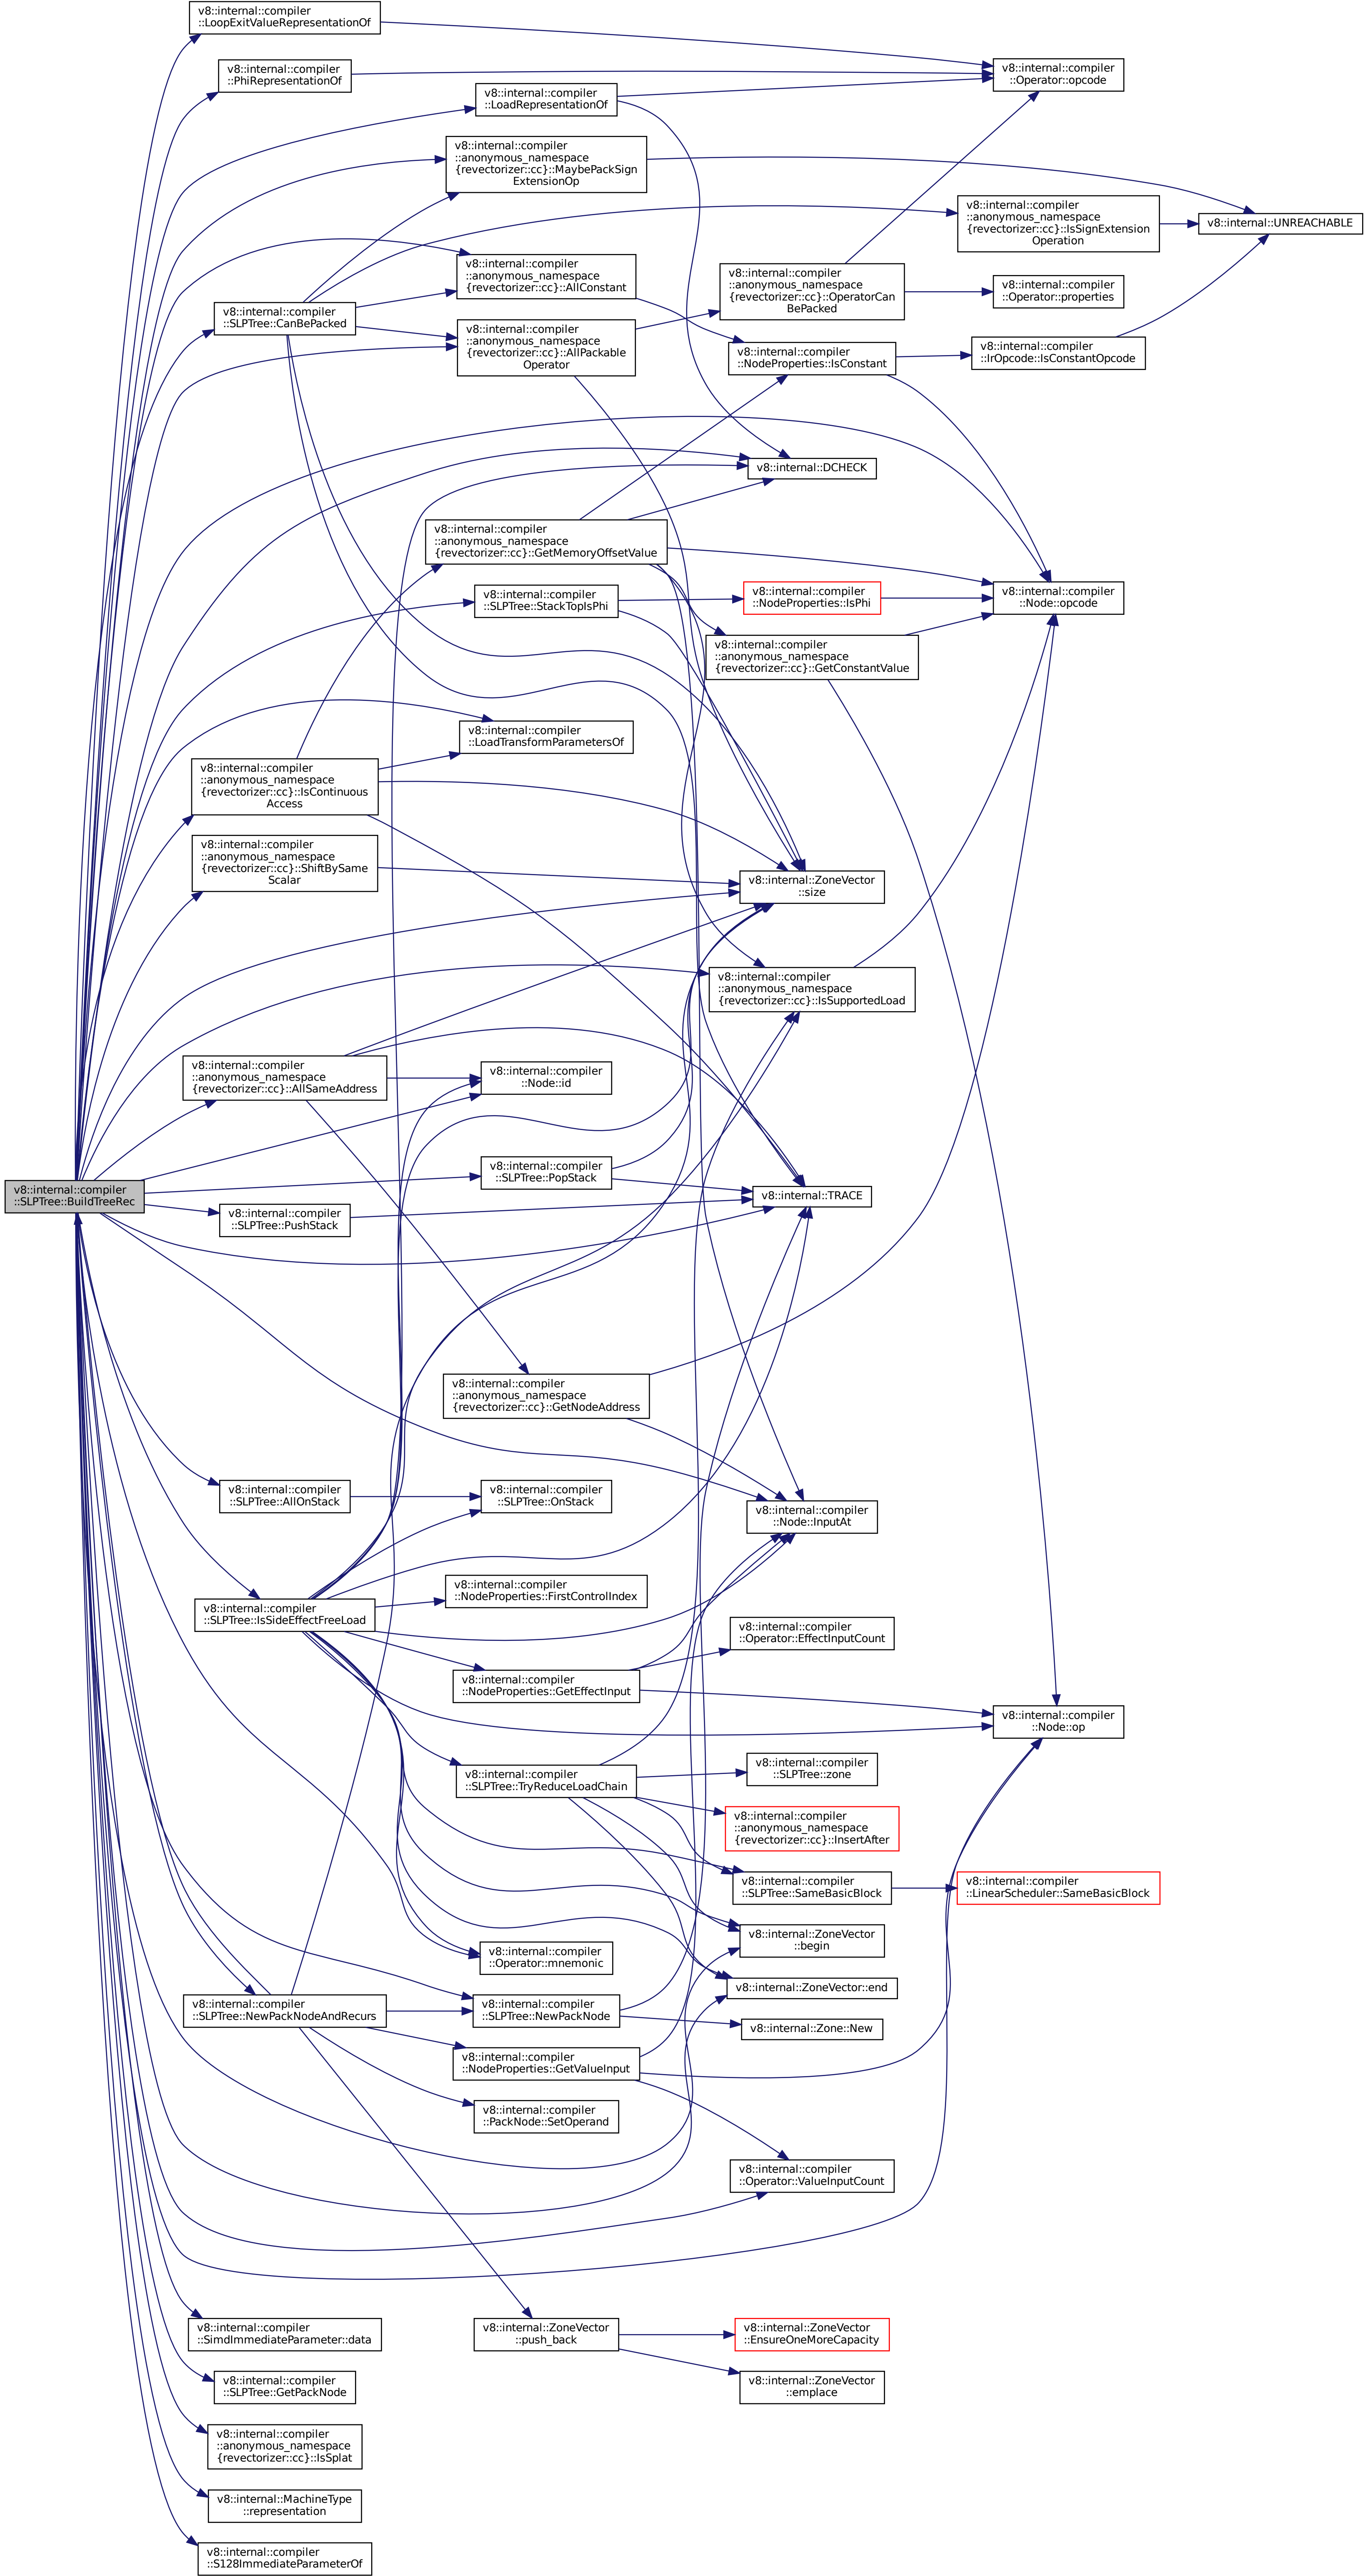 v8::internal::compiler
::LoopExitValueRepresentationOf
v8::internal::compiler
::PhiRepresentationOf
v8::internal::compiler
::Operator::opcode
v8::internal::compiler
::LoadRepresentationOf
v8::internal::compiler
::anonymous_namespace
{revectorizer::cc}::MaybePackSign
ExtensionOp
v8::internal::compiler
::anonymous_namespace
{revectorizer::cc}::IsSignExtension
Operation
v8::internal::UNREACHABLE
v8::internal::compiler
::anonymous_namespace
{revectorizer::cc}::AllConstant
v8::internal::compiler
::anonymous_namespace
{revectorizer::cc}::OperatorCan
BePacked
v8::internal::compiler
::Operator::properties
v8::internal::compiler
::SLPTree::CanBePacked
v8::internal::compiler
::anonymous_namespace
{revectorizer::cc}::AllPackable
Operator
v8::internal::compiler
::NodeProperties::IsConstant
v8::internal::compiler
::IrOpcode::IsConstantOpcode
v8::internal::DCHECK
v8::internal::compiler
::anonymous_namespace
{revectorizer::cc}::GetMemoryOffsetValue
v8::internal::compiler
::SLPTree::StackTopIsPhi
v8::internal::compiler
::NodeProperties::IsPhi
v8::internal::compiler
::Node::opcode
v8::internal::compiler
::anonymous_namespace
{revectorizer::cc}::GetConstantValue
v8::internal::compiler
::LoadTransformParametersOf
v8::internal::compiler
::anonymous_namespace
{revectorizer::cc}::IsContinuous
Access
v8::internal::compiler
::anonymous_namespace
{revectorizer::cc}::ShiftBySame
Scalar
v8::internal::ZoneVector
::size
v8::internal::compiler
::anonymous_namespace
{revectorizer::cc}::IsSupportedLoad
v8::internal::compiler
::anonymous_namespace
{revectorizer::cc}::AllSameAddress
v8::internal::compiler
::Node::id
v8::internal::compiler
::SLPTree::BuildTreeRec
v8::internal::compiler
::SLPTree::PopStack
v8::internal::TRACE
v8::internal::compiler
::SLPTree::PushStack
v8::internal::compiler
::anonymous_namespace
{revectorizer::cc}::GetNodeAddress
v8::internal::compiler
::SLPTree::AllOnStack
v8::internal::compiler
::SLPTree::OnStack
v8::internal::compiler
::Node::InputAt
v8::internal::compiler
::NodeProperties::FirstControlIndex
v8::internal::compiler
::SLPTree::IsSideEffectFreeLoad
v8::internal::compiler
::Operator::EffectInputCount
v8::internal::compiler
::NodeProperties::GetEffectInput
v8::internal::compiler
::Node::op
v8::internal::compiler
::SLPTree::TryReduceLoadChain
v8::internal::compiler
::SLPTree::zone
v8::internal::compiler
::anonymous_namespace
{revectorizer::cc}::InsertAfter
v8::internal::compiler
::SLPTree::SameBasicBlock
v8::internal::compiler
::LinearScheduler::SameBasicBlock
v8::internal::ZoneVector
::begin
v8::internal::compiler
::Operator::mnemonic
v8::internal::ZoneVector::end
v8::internal::compiler
::SLPTree::NewPackNodeAndRecurs
v8::internal::compiler
::SLPTree::NewPackNode
v8::internal::Zone::New
v8::internal::compiler
::NodeProperties::GetValueInput
v8::internal::compiler
::PackNode::SetOperand
v8::internal::compiler
::Operator::ValueInputCount
v8::internal::compiler
::SimdImmediateParameter::data
v8::internal::ZoneVector
::push_back
v8::internal::ZoneVector
::EnsureOneMoreCapacity
v8::internal::compiler
::SLPTree::GetPackNode
v8::internal::ZoneVector
::emplace
v8::internal::compiler
::anonymous_namespace
{revectorizer::cc}::IsSplat
v8::internal::MachineType
::representation
v8::internal::compiler
::S128ImmediateParameterOf